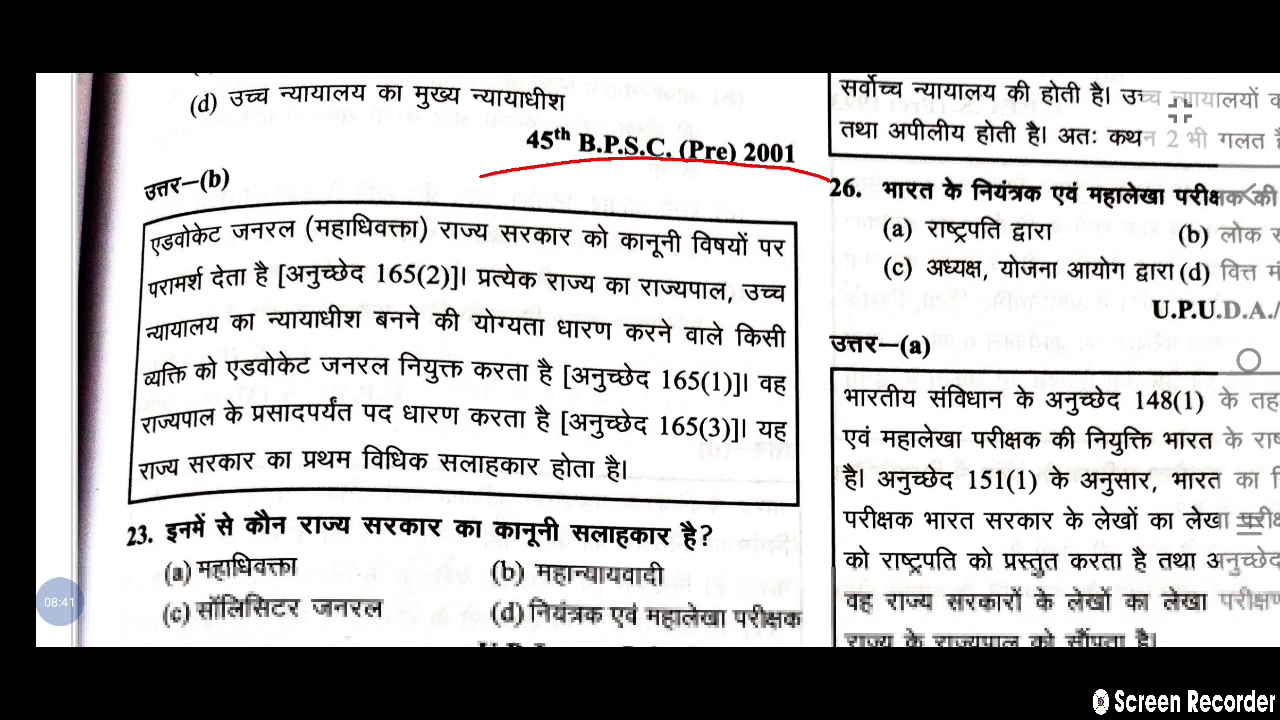 (d) उच्च न्यायालय का मुख्य न्यायाधीश
45th B.P.S.C. (Pre) 2001
उत्तर–(b)
एडवोकेट जनरल (महाधिवक्ता) राज्य सरकार को कानूनी विषयों पर
परामर्श देता है [अनुच्छेद 165(2)]। प्रत्येक राज्य का राज्यपाल, उच्च
न्यायालय का न्यायाधीश बनने की योग्यता धारण करने वाले किसी
व्यक्ति को एडवोकेट जनरल नियुक्त करता है [अनुच्छेद 165(1)]। वह
राज्यपाल के प्रसादपर्यंत पद धारण करता है [अनुच्छेद 165(3)]। यह
राज्य सरकार का प्रथम विधिक सलाहकार होता है।
23. इनमें से कौन राज्य सरकार का कानूनी सलाहकार है?
(a) महाधिवक्ता (b) महान्यायवादी
(c) सॉलिसिटर जनरल (d) नियंत्रक एवं महालेखा परीक्षक
सर्वोच्च न्यायालय की होती है। उच्च न्यायालयों
तथा अपीलीय होती है। अतः कथन 2 भी गलत
26. भारत के नियंत्रक एवं महालेखा परीक्षक की
(a) राष्ट्रपति द्वारा (b) लोक
(c) अध्यक्ष, योजना आयोग द्वारा (d) वित्त
U.P.U.D.A./
उत्तर–(a)
भारतीय संविधान के अनुच्छेद 148(1) के तहत
एवं महालेखा परीक्षक की नियुक्ति भारत के
है। अनुच्छेद 151(1) के अनुसार, भारत का
परीक्षक भारत सरकार के लेखों का लेखा
को राष्ट्रपति को प्रस्तुत करता है तथा अनुच्छेद
वह राज्य सरकारों के लेखों का लेखा परीक्षण
राज्य के राज्यपाल को सौंपता है।
08:41
Screen Recorder